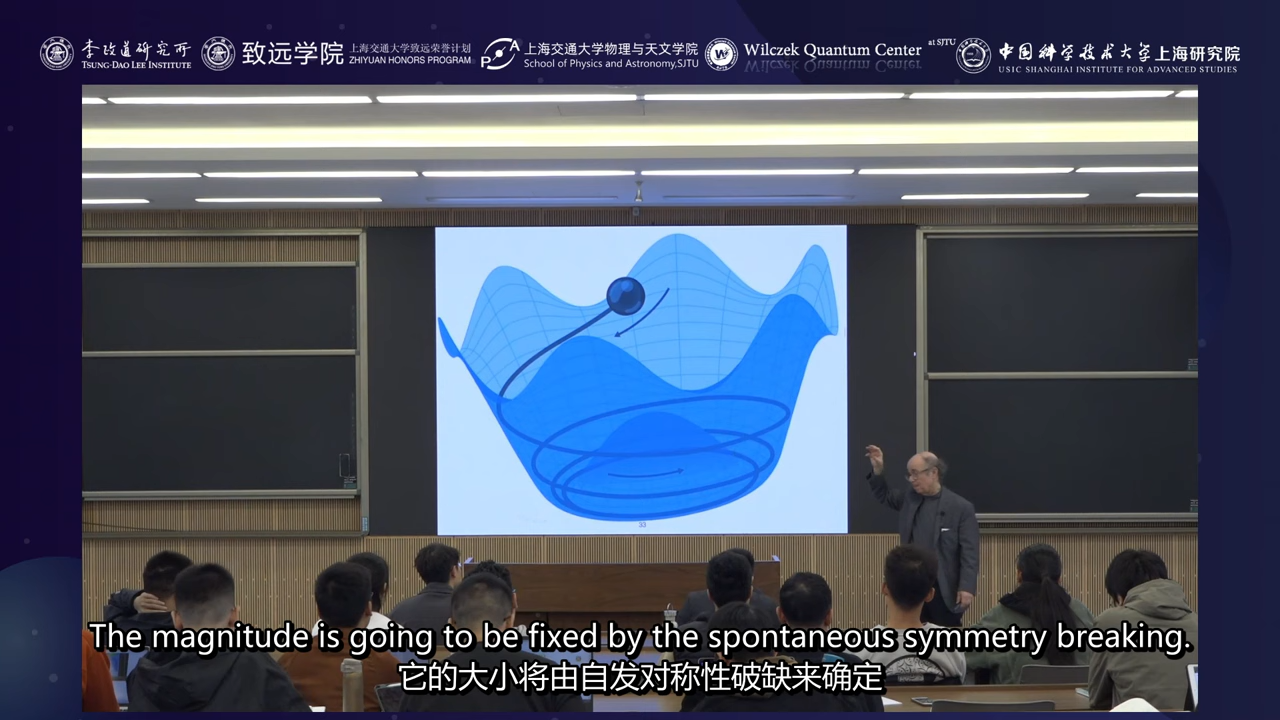 李政道研究所
TSUNG-DAO LEE INSTITUTE
致远学院
上海交通大学致远荣誉计划
ZHIYUAN HONORS PROGRAM
上海交通大学物理与天文学院
School of Physics and Astronomy,SJTU
Wilczek Quantum Center
at SJTU
中国科学技术大学上海研究院
USTC SHANGHAI INSTITUTE FOR ADVANCED STUDIES
33
The magnitude is going to be fixed by the spontaneous symmetry breaking.
它的大小将由自发对称性破缺来确定